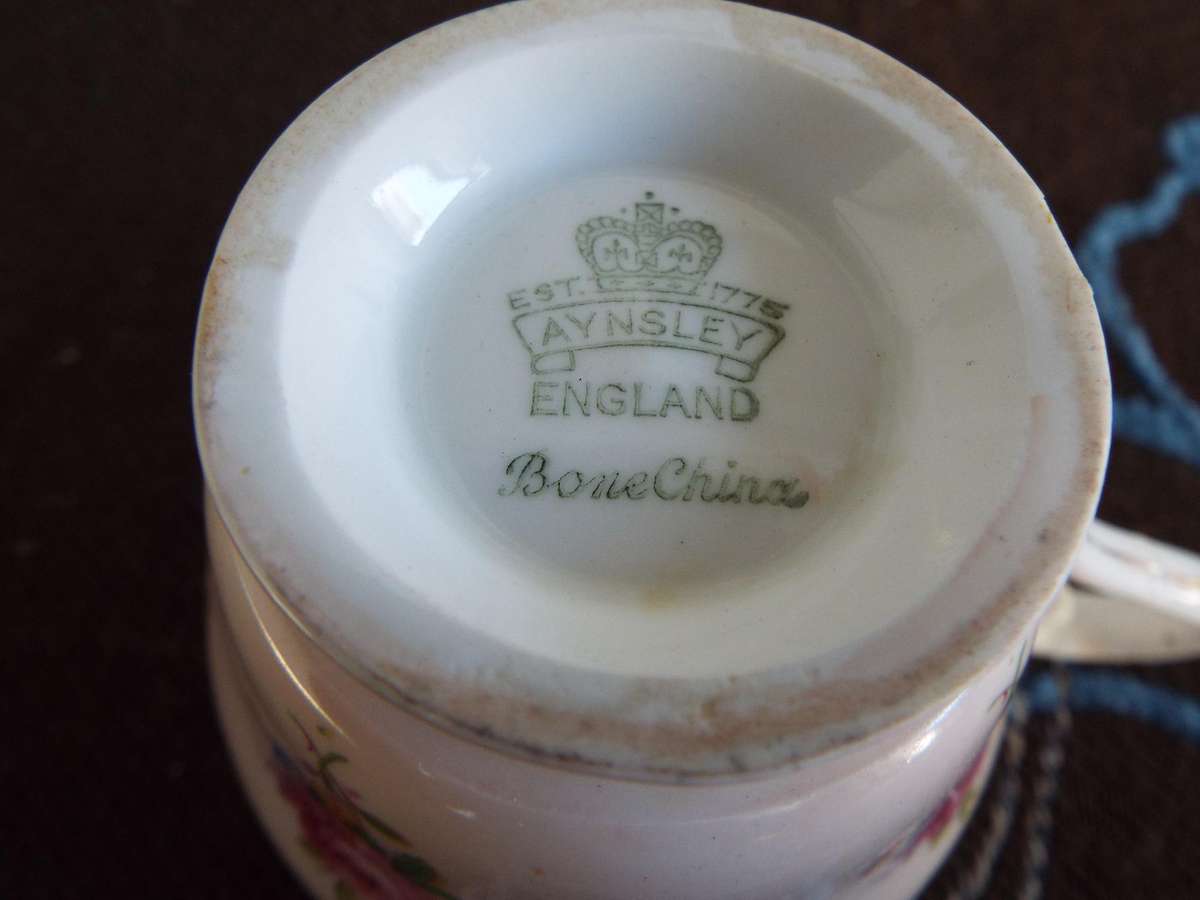 EST. 1775
AYNSLEY
ENGLAND
Bone China